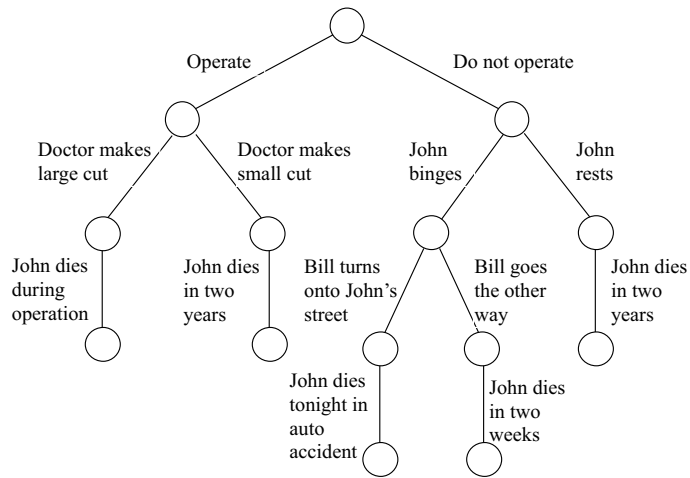 Operate
Do not operate
Doctor makes
large cut
Doctor makes
small cut
John
binges
John
rests
John dies
during
operation
John dies
in two
years
Bill turns
onto John's
street
Bill goes
the other
way
John dies
in two
years
John dies
tonight in
auto
accident
John dies
in two
weeks